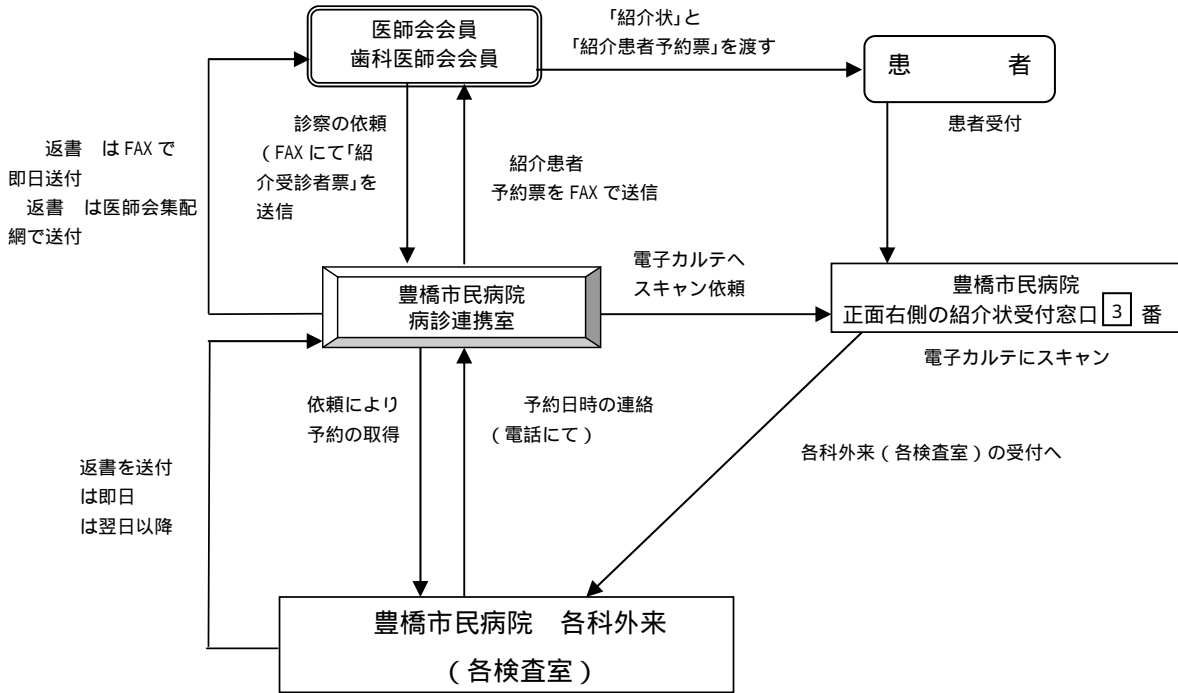 医師会会員
歯科医師会会員
「紹介状」と
「紹介患者予約票」を渡す
患　　　者
患者受付
返書　は FAX で
即日送付
返書　は医師会集配
網で送付
診察の依頼
(FAX にて「紹
介受診者票」を
送信
紹介患者
予約票を FAX で送信
豊橋市民病院
病診連携室
電子カルテへ
スキャン依頼
豊橋市民病院
正面右側の紹介状受付窓口 3 番
電子カルテにスキャン
依頼により
予約の取得
予約日時の連絡
(電話にて)
各科外来(各検査室)の受付へ
返書を送付
は即日
は翌日以降
豊橋市民病院　各科外来
(各検査室)